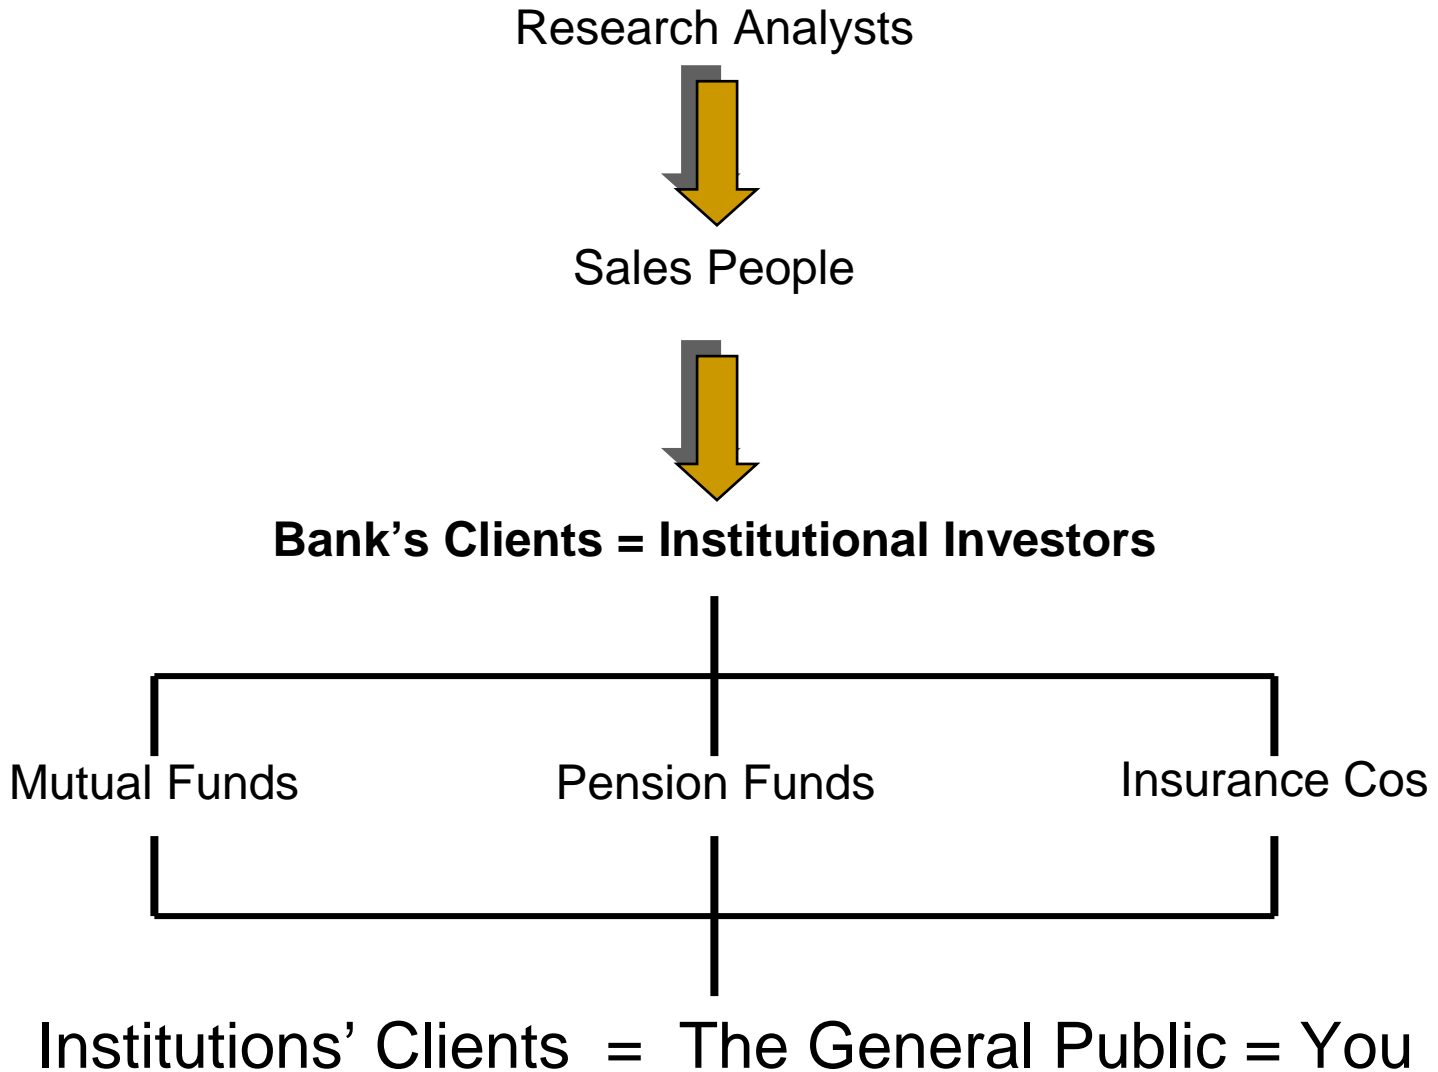 Research Analysts
Sales People
Bank’s Clients = Institutional Investors
Mutual Funds
Pension Funds
Insurance Cos
Institutions’ Clients = The General Public = You